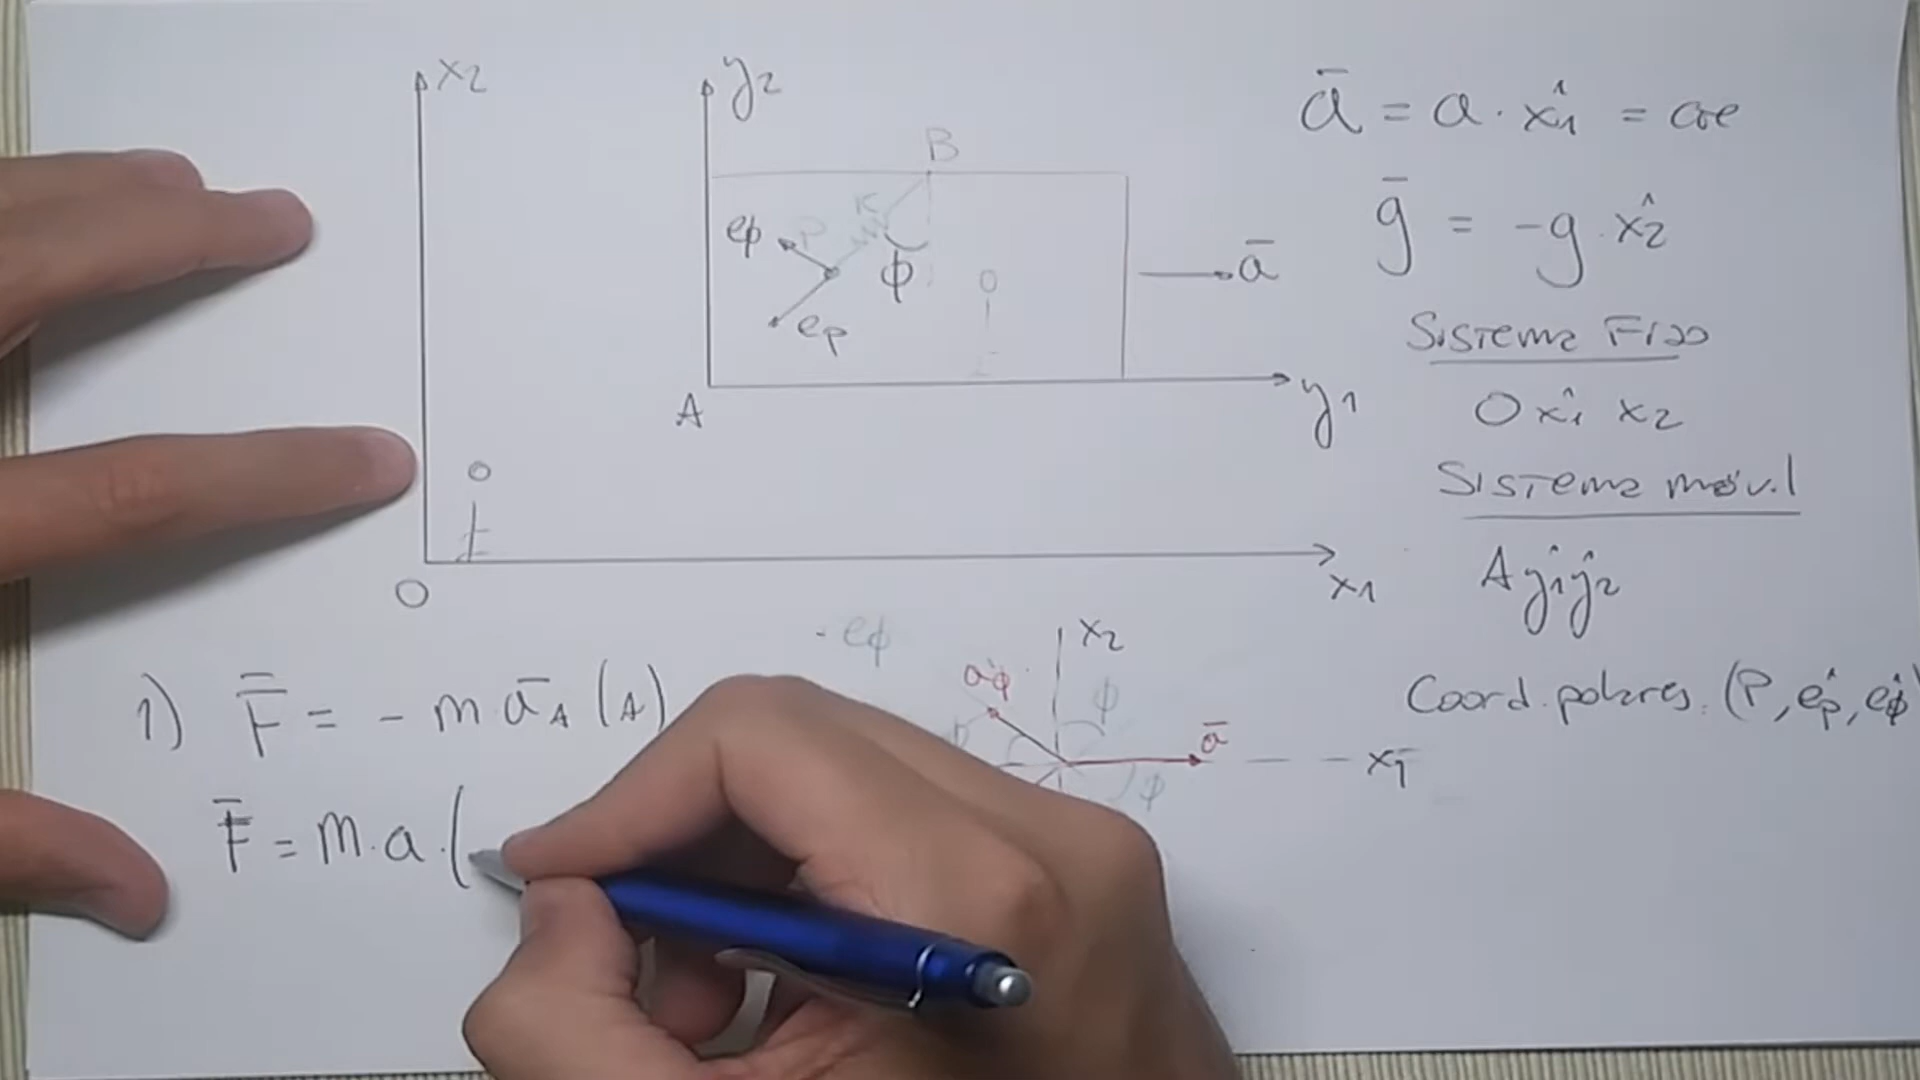 x2
y2
B
K
eφ
P
φ
eρ
O
ā
A
y1
O
x1
ā = a · x̂1 = cte
ḡ = -g · x̂2
Sistema Fijo
O x̂1 x2
Sistema móvil
A ŷ1 ŷ2
Coord. polares. (P, êρ, êφ)
1) F̄ = - m · āA (A)
F̄ = m · a · (
eφ
x2
aφ
φ
ā
φ
x1